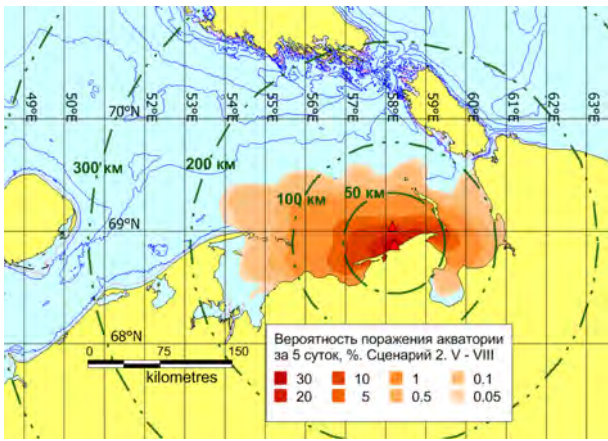 49°E 50°E 52°E 53°E 54°E 55°E 56°E 57°E 58°E 59°E 60°E 61°E 62°E 63°E
70°N
300 км
200 км
100 км
50 км
69°N
68°N
0 75 150
kilometres
Вероятность поражения акватории
за 5 суток, %. Сценарий 2. V - VIII
30 10 1 0.1
20 5 0.5 0.05